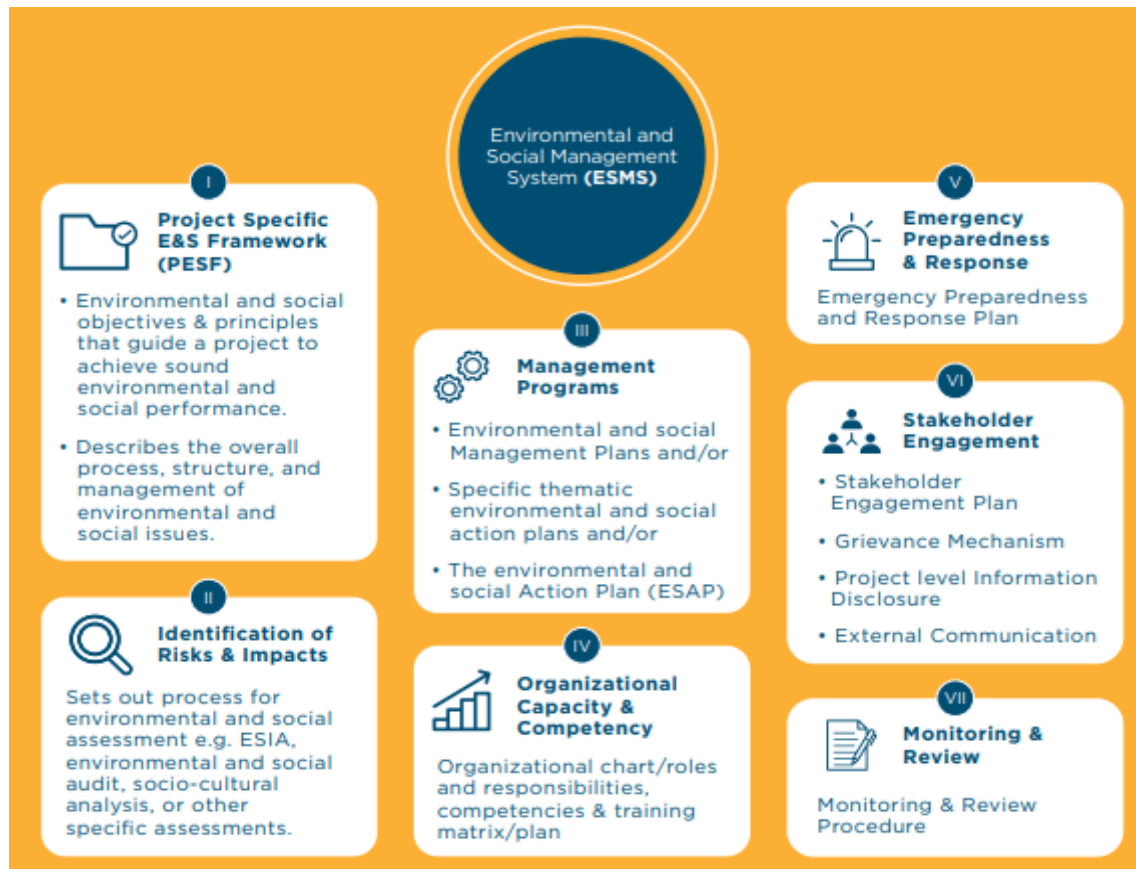 Environmental and
Social Management
System (ESMS)
I
Project Specific
E&S Framework
(PESF)
• Environmental and social
objectives & principles
that guide a project to
achieve sound
environmental and
social performance.
• Describes the overall
process, structure, and
management of
environmental and
social issues.
II
Identification of
Risks & Impacts
Sets out process for
environmental and social
assessment e.g. ESIA,
environmental and social
audit, socio-cultural
analysis, or other
specific assessments.
III
Management
Programs
• Environmental and social
Management Plans and/or
• Specific thematic
environmental and social
action plans and/or
• The environmental and
social Action Plan (ESAP)
IV
Organizational
Capacity &
Competency
Organizational chart/roles
and responsibilities,
competencies & training
matrix/plan
V
Emergency
Preparedness
& Response
Emergency Preparedness
and Response Plan
VI
Stakeholder
Engagement
• Stakeholder
Engagement Plan
• Grievance Mechanism
• Project level Information
Disclosure
• External Communication
VII
Monitoring &
Review
Monitoring & Review
Procedure